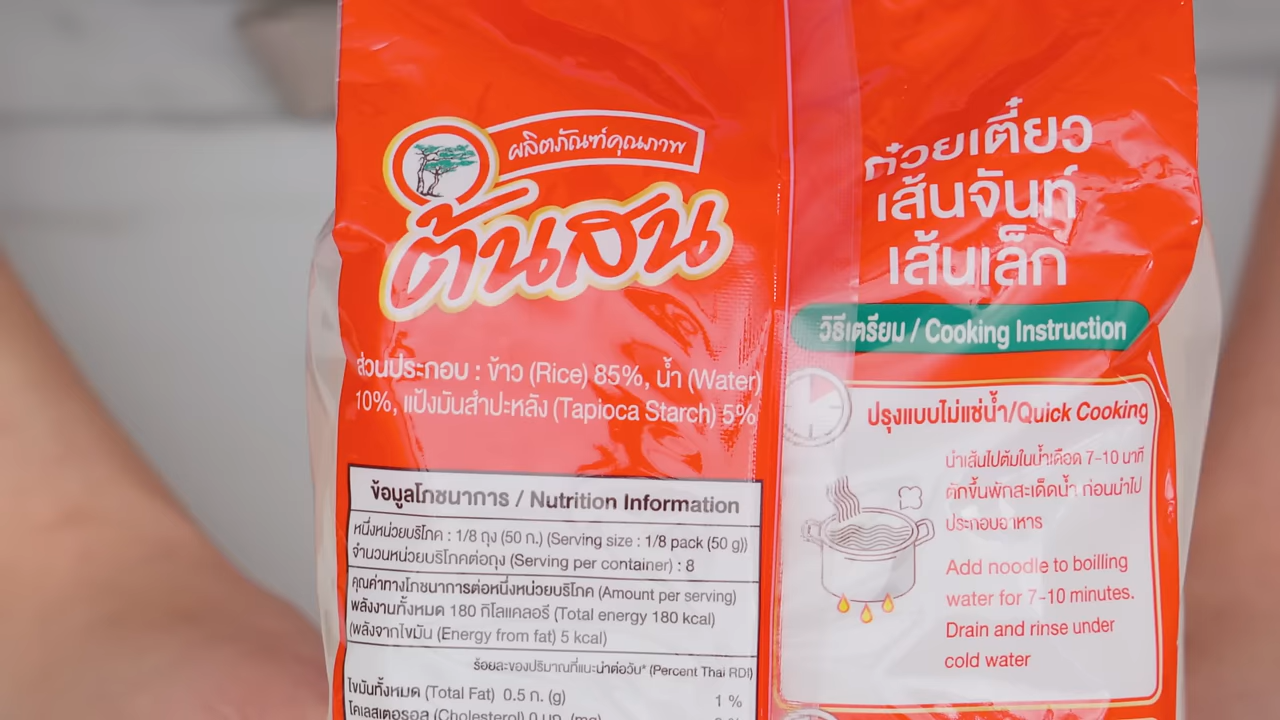 ผลิตภัณฑ์คุณภาพ
ต้นสน
ส่วนประกอบ : ข้าว (Rice) 85%, น้ำ (Water)
10%, แป้งมันสำปะหลัง (Tapioca Starch) 5%
ข้อมูลโภชนาการ / Nutrition Information
หนึ่งหน่วยบริโภค : 1/8 ถุง (50 ก.) (Serving size : 1/8 pack (50 g))
จำนวนหน่วยบริโภคต่อถุง (Serving per container) : 8
คุณค่าทางโภชนาการต่อหนึ่งหน่วยบริโภค (Amount per serving)
พลังงานทั้งหมด 180 กิโลแคลอรี (Total energy 180 kcal)
(พลังจากไขมัน (Energy from fat) 5 kcal)
ร้อยละของปริมาณที่แนะนำต่อวัน* (Percent Thai RDI)
ไขมันทั้งหมด (Total Fat) 0.5 ก. (g) 1 %
โคเลสเตอรอล (Cholesterol) 0 มก. (mg)
ก๋วยเตี๋ยว
เส้นจันท์
เส้นเล็ก
วิธีเตรียม / Cooking Instruction
ปรุงแบบไม่แช่น้ำ/Quick Cooking
นำเส้นไปต้มในน้ำเดือด 7-10 นาที
ตักขึ้นพักสะเด็ดน้ำ ก่อนนำไป
ประกอบอาหาร
Add noodle to boilling
water for 7-10 minutes.
Drain and rinse under
cold water